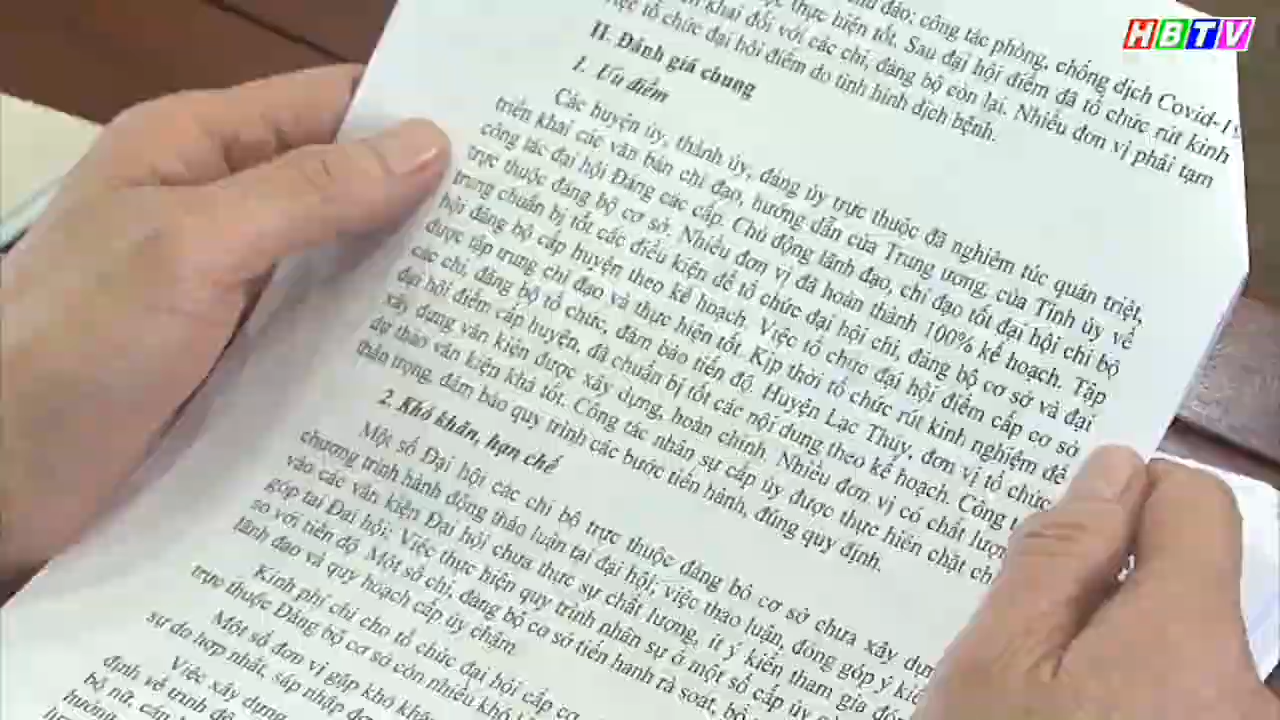 HBTV
đáo; công tác phòng, chống dịch Covid-19
thực hiện tốt. Sau đại hội điểm đã tổ chức rút kinh
khai đối với các chi, đảng bộ còn lại. Nhiều đơn vị phải tạm
tổ chức đại hội điểm do tình hình dịch bệnh.
II. Đánh giá chung
1. Ưu điểm
Các huyện ủy, thành ủy, đảng ủy trực thuộc đã nghiêm túc quán triệt,
triển khai các văn bản chỉ đạo, hướng dẫn của Trung ương, của Tỉnh ủy về
công tác đại hội Đảng các cấp. Chủ động lãnh đạo, chỉ đạo tốt đại hội chi bộ
trực thuộc đảng bộ cơ sở. Nhiều đơn vị đã hoàn thành 100% kế hoạch. Tập
trung chuẩn bị tốt các điều kiện để tổ chức đại hội chi, đảng bộ cơ sở và đại
hội đảng bộ cấp huyện theo kế hoạch. Việc tổ chức đại hội điểm cấp cơ sở
được tập trung chỉ đạo và thực hiện tốt. Kịp thời tổ chức rút kinh nghiệm để
các chi, đảng bộ tổ chức, đảm bảo tiến độ. Huyện Lạc Thủy, đơn vị tổ chức
đại hội điểm cấp huyện, đã chuẩn bị tốt các nội dung theo kế hoạch. Công
xây dựng văn kiện được xây dựng, hoàn chỉnh. Nhiều đơn vị có chất
dự thảo văn kiện khá tốt. Công tác nhân sự cấp ủy được thực hiện chặt
thận trọng, đảm bảo quy trình các bước tiến hành, đúng quy định.
2. Khó khăn, hạn chế
Một số Đại hội các chi bộ trực thuộc đảng bộ cơ sở chưa xây
chương trình hành động thảo luận tại đại hội, việc thảo luận, đóng góp ý
vào các văn kiện Đại hội chưa thực sự chất lượng, ít ý kiến tham gia
góp tại Đại hội; Việc thực hiện quy trình nhân sự ở một số cấp ủy
so với tiến độ. Một số chi, đảng bộ cơ sở tiến hành rà soát,
lãnh đạo và quy hoạch cấp ủy chậm.
Kinh phí chi cho tổ chức đại hội cấp
trực thuộc Đảng bộ cơ sở còn nhiều
Một số đơn vị gặp khó
sự do hợp nhất, sáp nhập
Việc xây dựng
định về trình độ
bộ nữ,
hướng